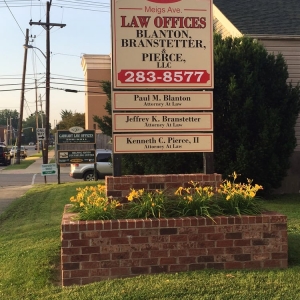 Meigs Ave.
LAW OFFICES
BLANTON,
BRANSTETTER,
&
PIERCE,
LLC
283-8577
Paul M. Blanton
Attorney At Law
Jeffrey K. Branstetter
Attorney At Law
Kenneth C. Pierce, II
Attorney At Law